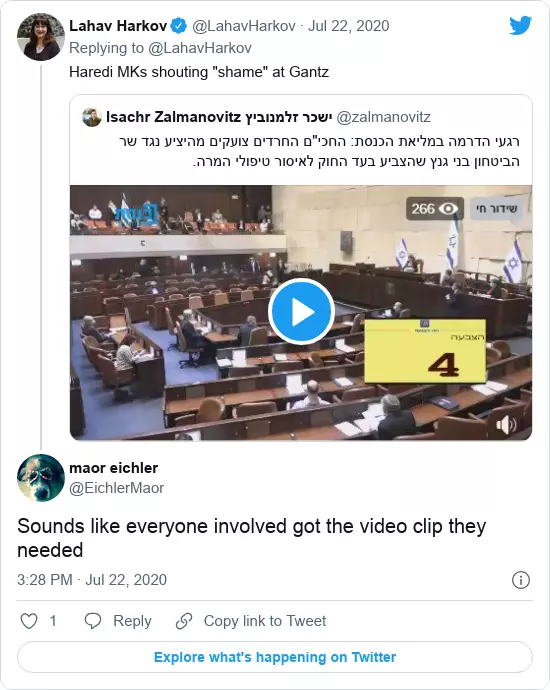 Lahav Harkov @LahavHarkov · Jul 22, 2020
Replying to @LahavHarkov
Haredi MKs shouting "shame" at Gantz
Isachr Zalmanovitz ישכר זלמנוביץ @zalmanovitz
רגעי הדרמה במליאת הכנסת: החכי"ם החרדים צועקים מהיציע נגד שר
הביטחון בני גנץ שהצביע בעד החוק לאיסור טיפולי המרה.
266
שידור חי
הצבעה
4
maor eichler
@EichlerMaor
Sounds like everyone involved got the video clip they
needed
3:28 PM · Jul 22, 2020
1 Reply Copy link to Tweet
Explore what's happening on Twitter